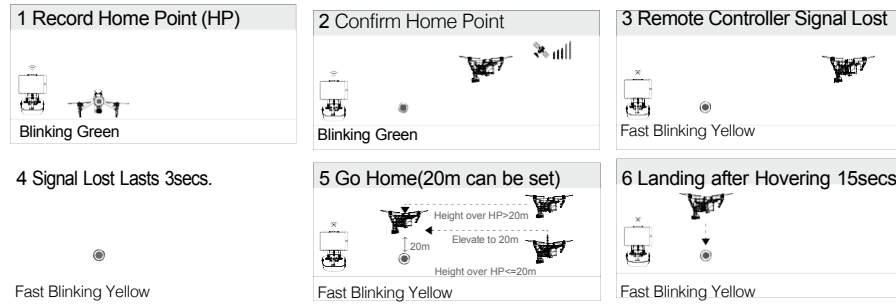 1 Record Home Point (HP)
Blinking Green
2 Confirm Home Point
Blinking Green
3 Remote Controller Signal Lost
Fast Blinking Yellow
4 Signal Lost Lasts 3secs.
Fast Blinking Yellow
5 Go Home(20m can be set)
Height over HP>20m
Elevate to 20m
20m
Height over HP<=20m
Fast Blinking Yellow
6 Landing after Hovering 15secs
Fast Blinking Yellow